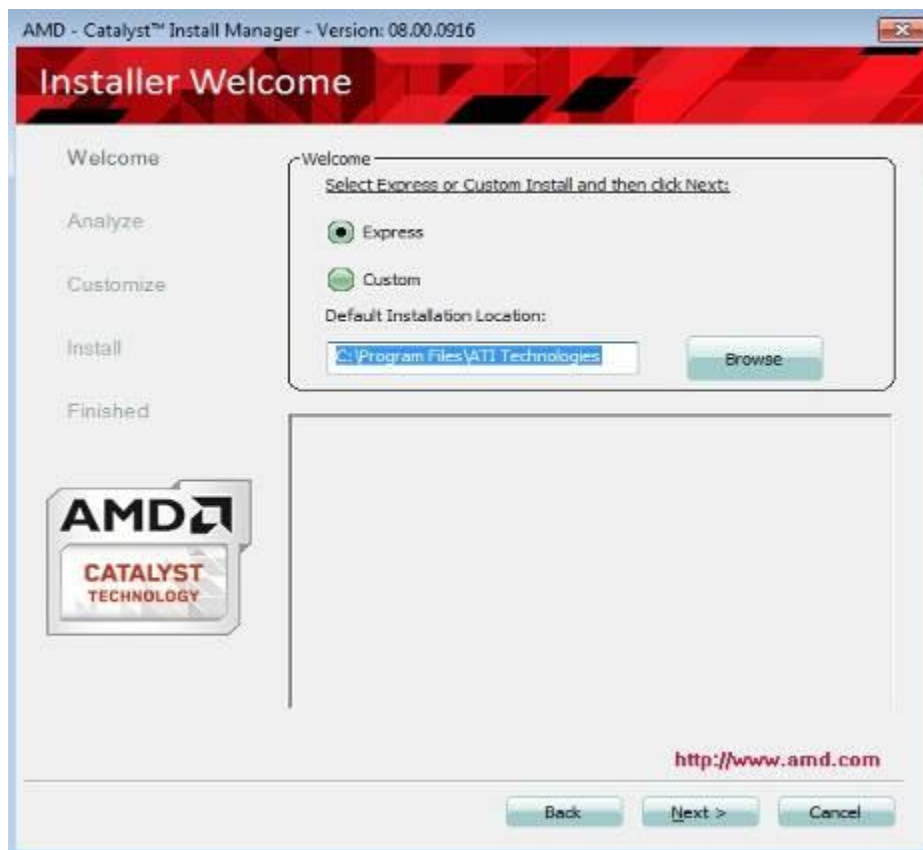 AMD - Catalyst™ Install Manager - Version: 08.00.0916
Installer Welcome
Welcome
Analyze
Customize
Install
Finished
Welcome
Select Express or Custom Install and then click Next:
Express
Custom
Default Installation Location:
C:\Program Files\ATI Technologies
Browse
AMD
CATALYST
TECHNOLOGY
http://www.amd.com
Back
Next >
Cancel